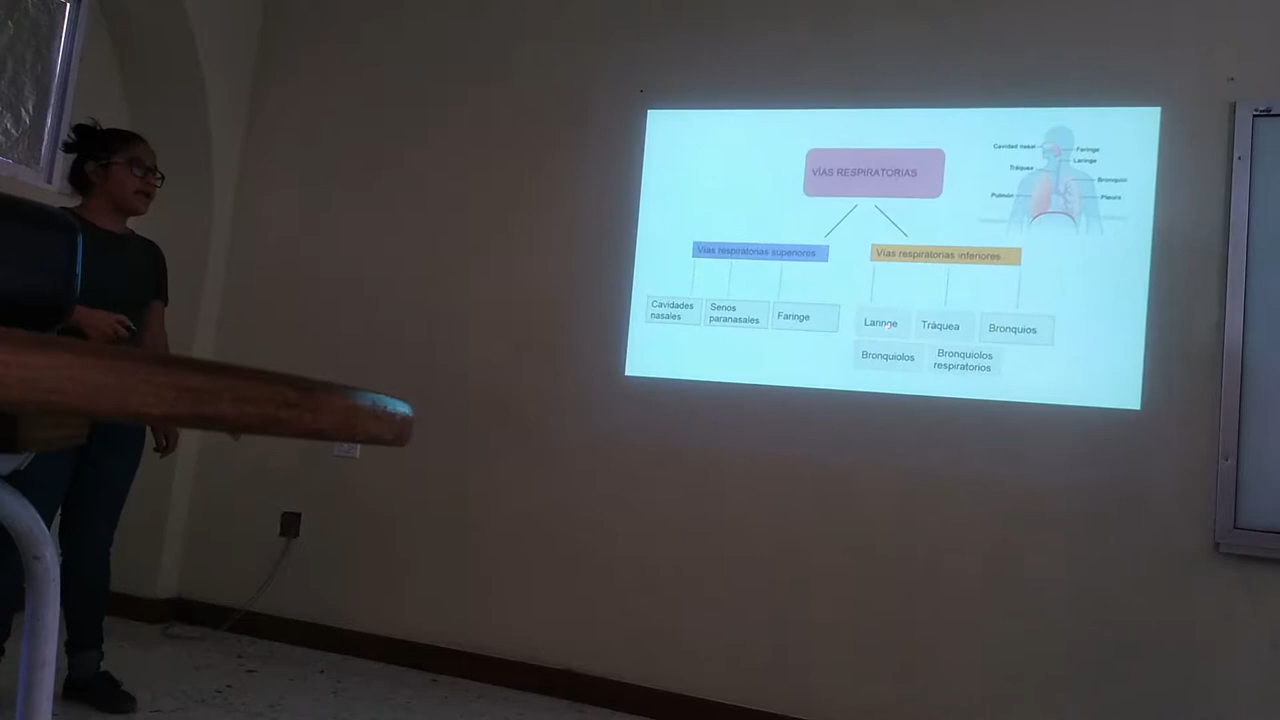 VÍAS RESPIRATORIAS
Cavidad nasal
Faringe
Laringe
Tráquea
Bronquio
Pulmón
Pleura
Vías respiratorias superiores
Vías respiratorias inferiores
Cavidades
nasales
Senos
paranasales
Faringe
Laringe
Tráquea
Bronquios
Bronquiolos
Bronquiolos
respiratorios